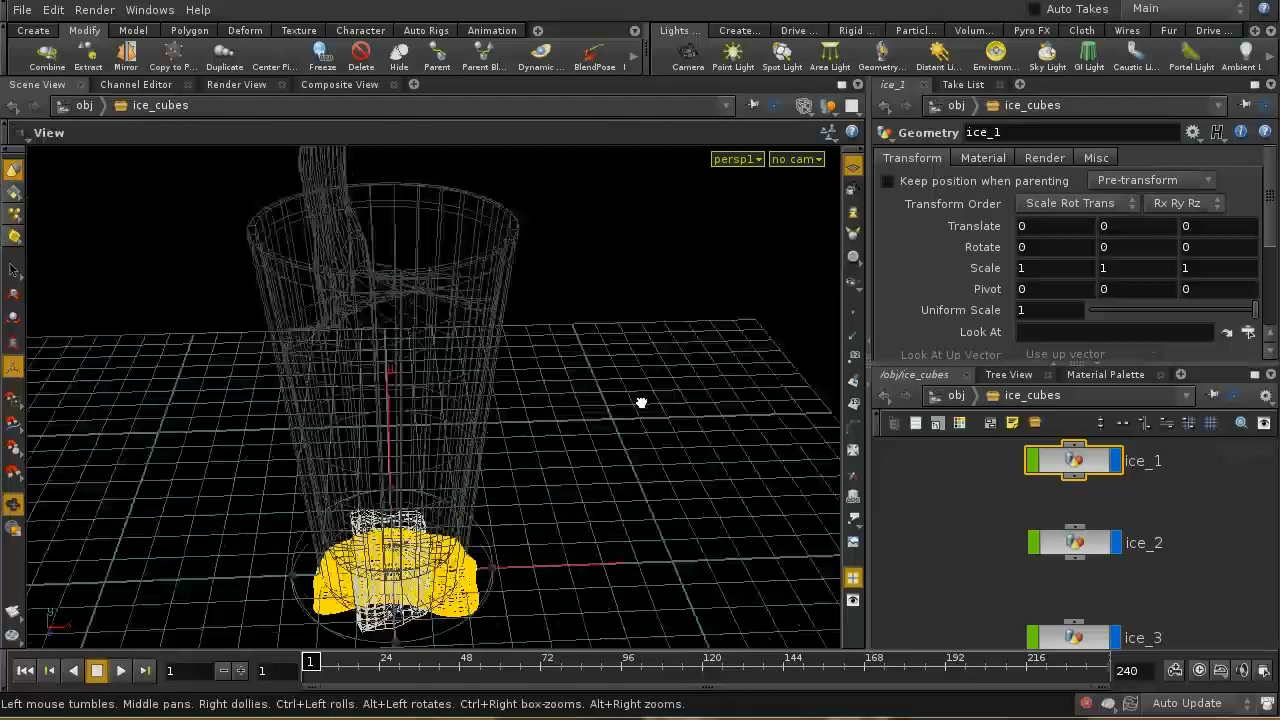 File Edit Render Windows Help Auto Takes Main
Create Modify Model Polygon Deform Texture Character Auto Rigs Animation Lights ... Create... Drive ... Rigid ... Particl... Volum... Pyro FX Cloth Wires Fur Drive ...
Combine Extract Mirror Copy to P... Duplicate Center Pi... Freeze Delete Hide Parent Parent Bl... Dynamic ... BlendPose Camera Point Light Spot Light Area Light Geometry... Distant Li... Environm... Sky Light GI Light Caustic Li... Portal Light Ambient l
Scene View Channel Editor Render View Composite View ice_1 Take List
obj ice_cubes obj ice_cubes
View Geometry ice_1
persp1 no cam Transform Material Render Misc
Keep position when parenting Pre-transform
Transform Order Scale Rot Trans Rx Ry Rz
Translate 0 0 0
Rotate 0 0 0
Scale 1 1 1
Pivot 0 0 0
Uniform Scale 1
Look At
Look At Up Vector Use up vector
/obj/ice_cubes Tree View Material Palette
obj ice_cubes
ice_1
ice_2
ice_3
1 1 1 24 48 72 96 120 144 168 192 216 240
Left mouse tumbles. Middle pans. Right dollies. Ctrl+Left rolls. Alt+Left rotates. Ctrl+Right box-zooms. Alt+Right zooms. Auto Update